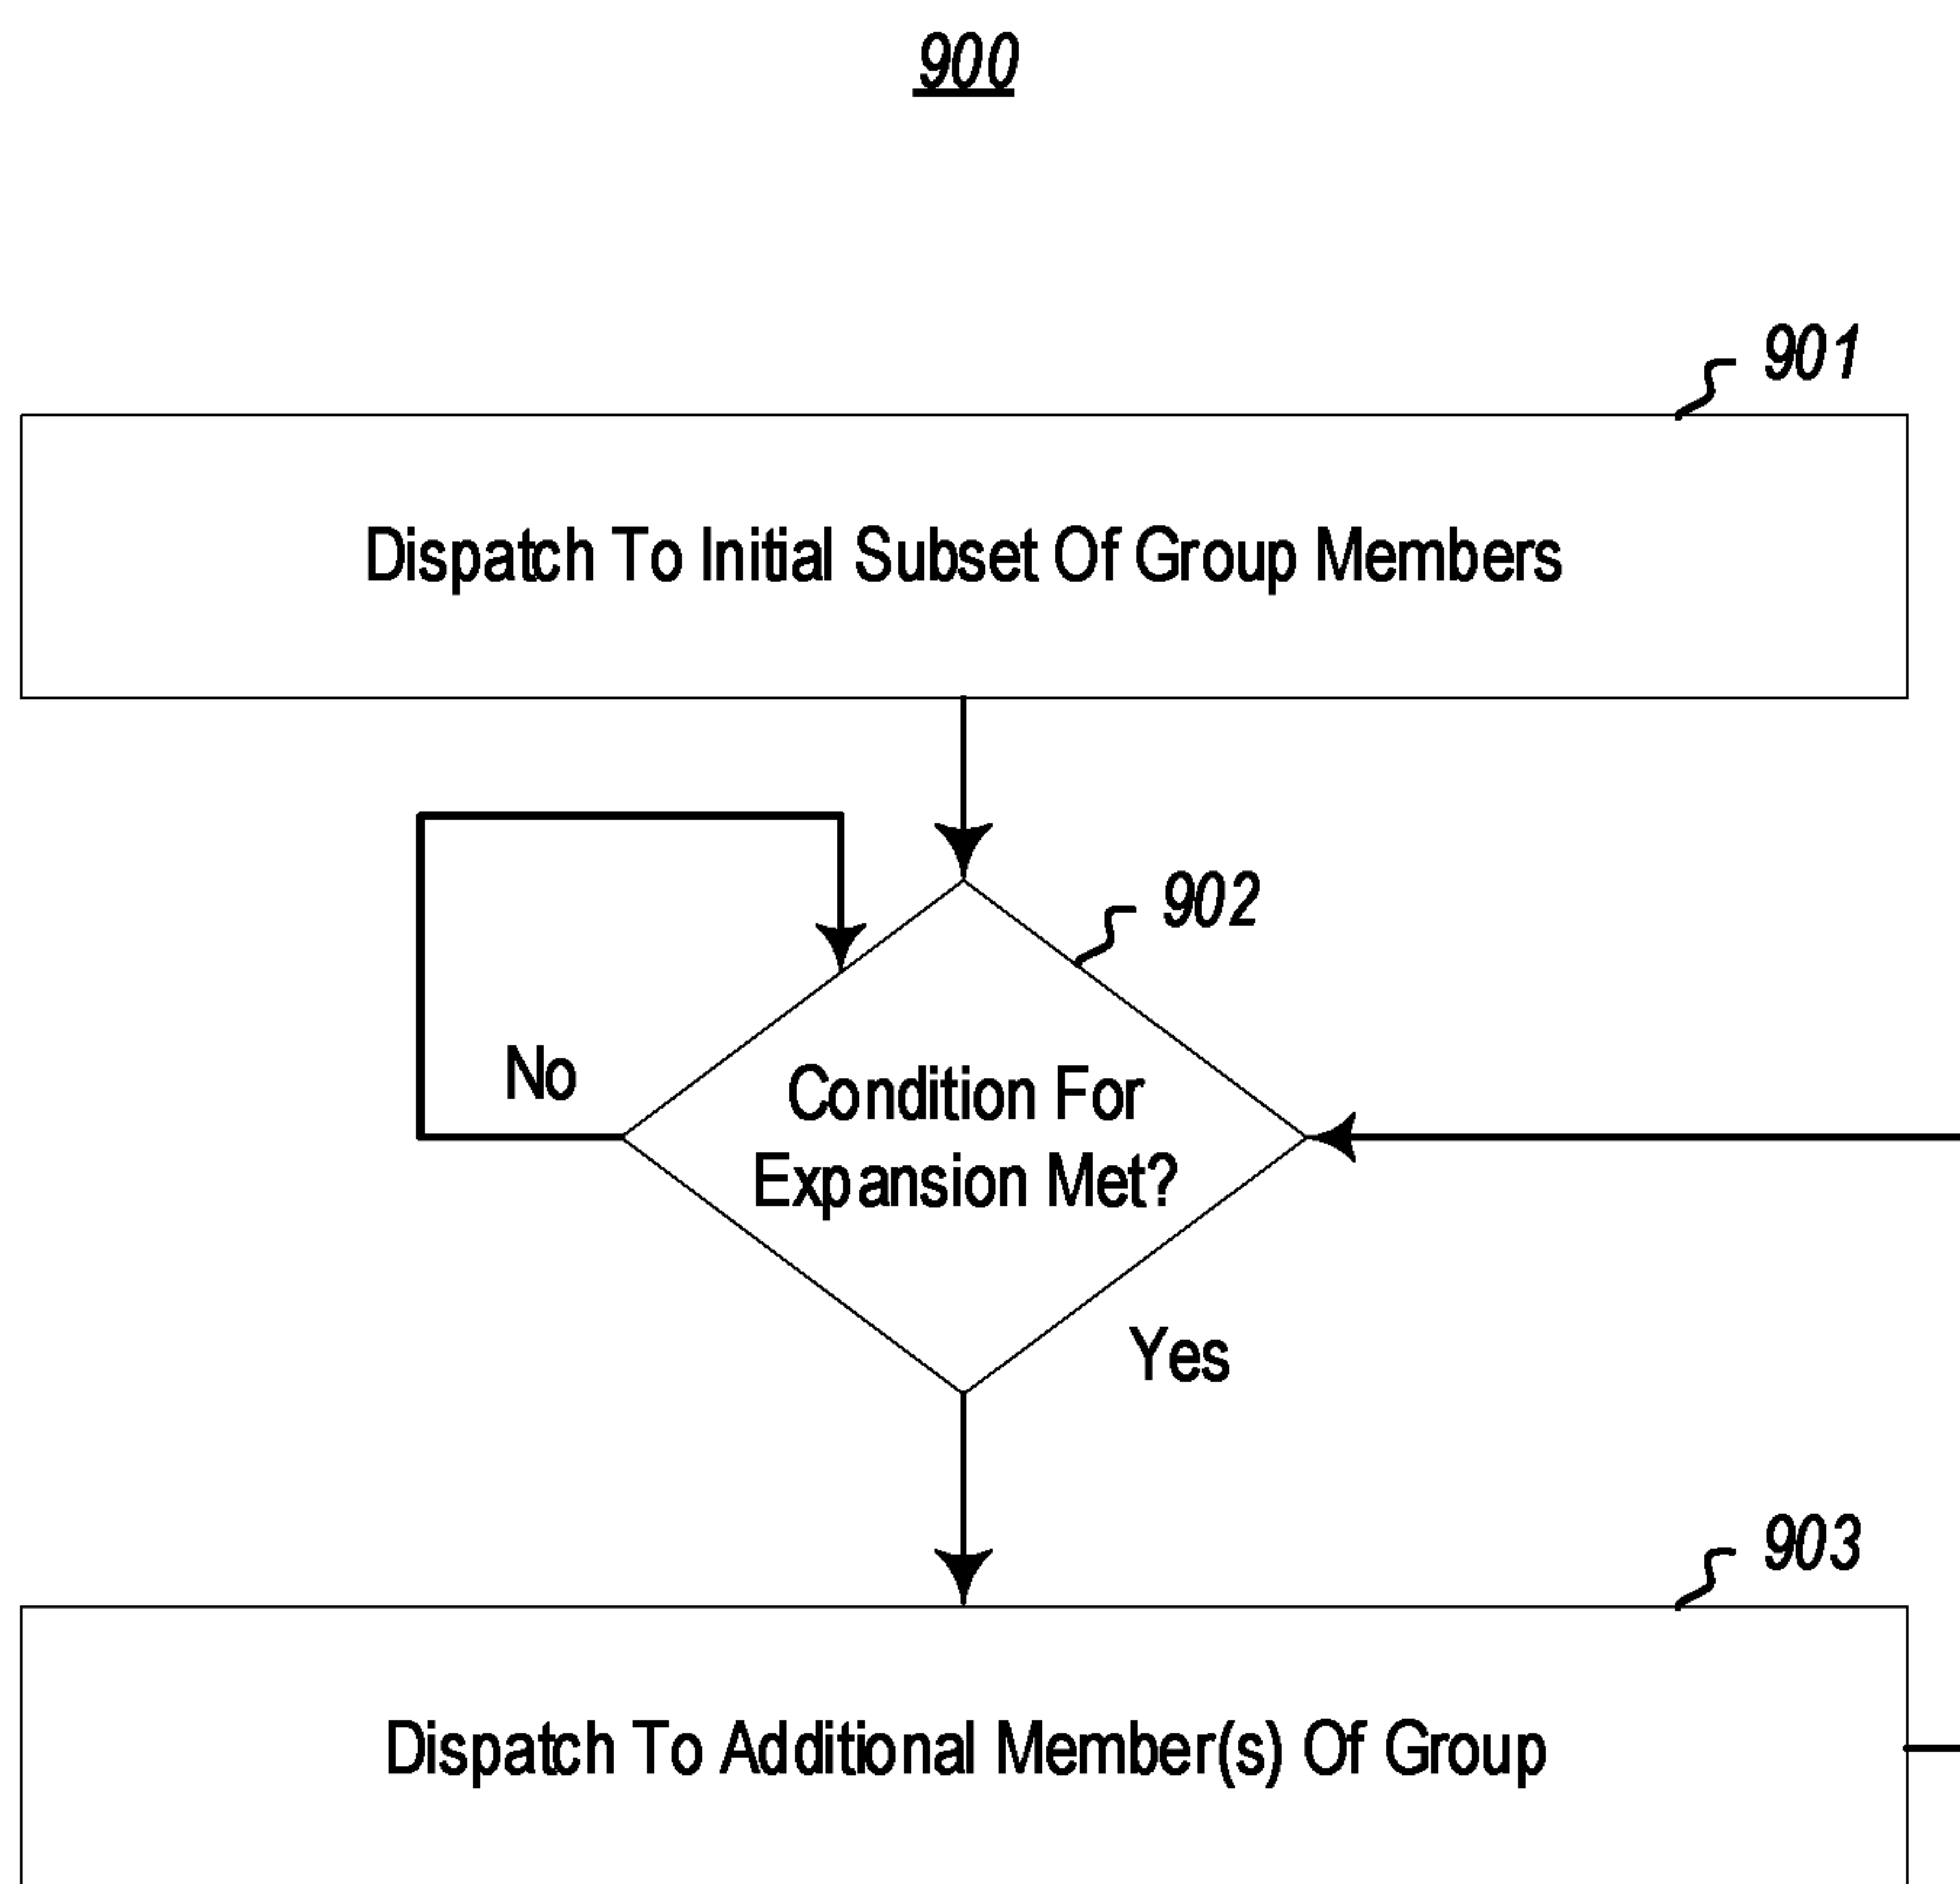 900
901
Dispatch To Initial Subset Of Group Members
902
No
Condition For
Expansion Met?
Yes
903
Dispatch To Additional Member(s) Of Group